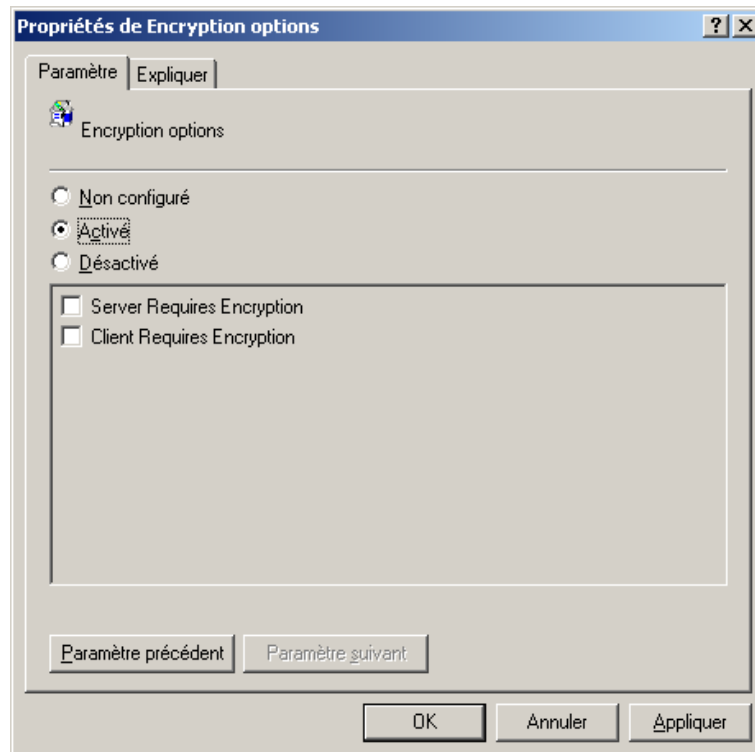 Propriétés de Encryption options
Paramètre Expliquer
Encryption options
Non configuré
Activé
Désactivé
Server Requires Encryption
Client Requires Encryption
Paramètre précédent Paramètre suivant
OK Annuler Appliquer